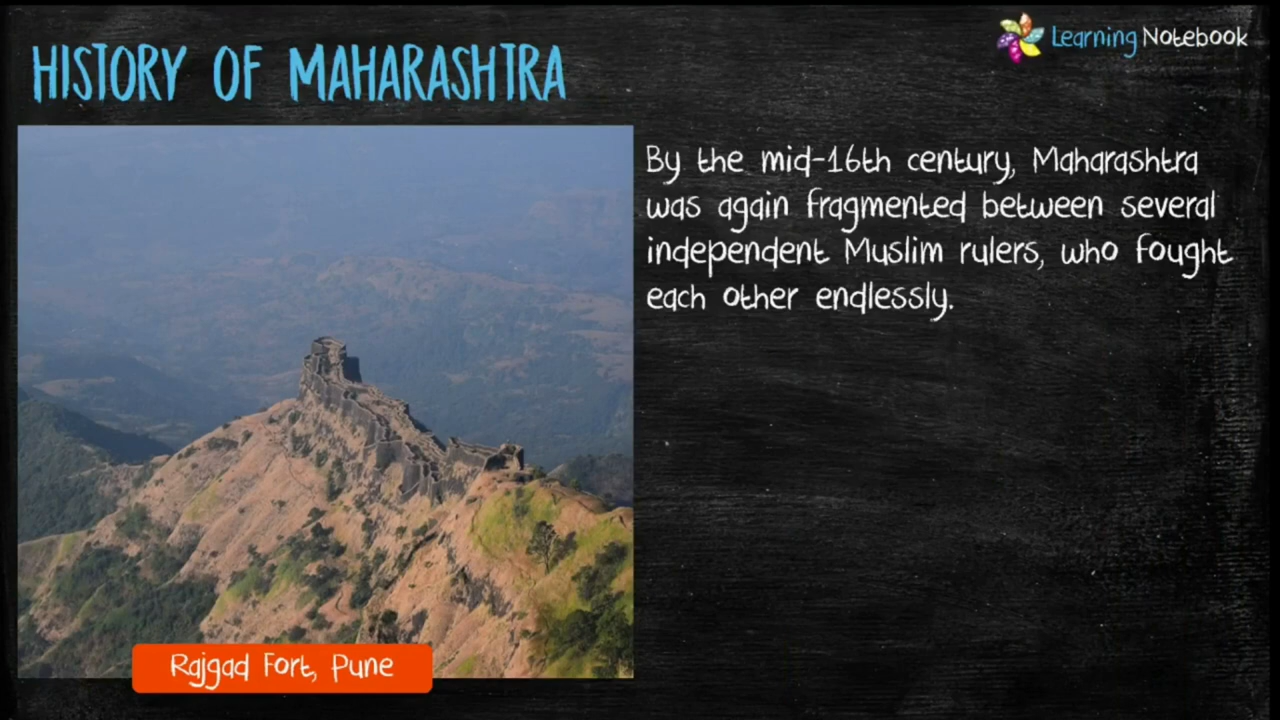 Learning Notebook
HISTORY OF MAHARASHTRA
By the mid-16th century, Maharashtra
was again fragmented between several
independent Muslim rulers, who fought
each other endlessly.
Rajgad Fort, Pune